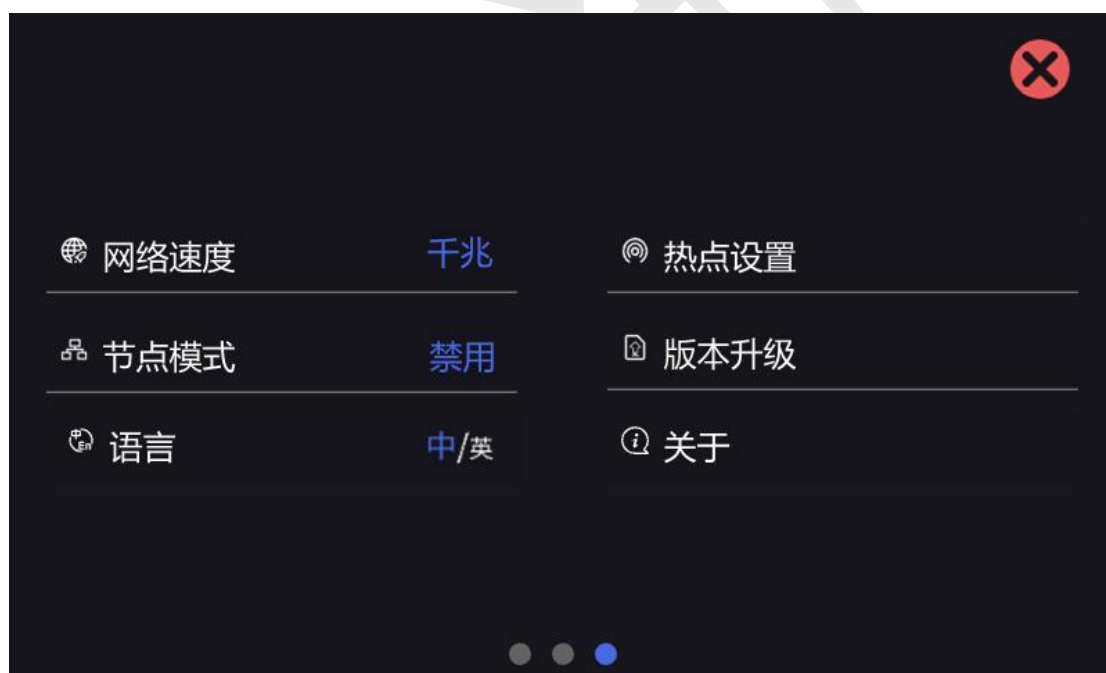 网络速度 千兆
热点设置
节点模式 禁用
版本升级
语言 中/英
关于